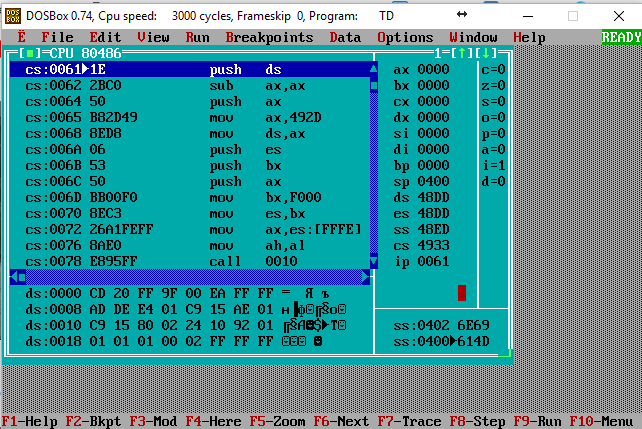 DOSBox 0.74, Cpu speed: 3000 cycles, Frameskip 0, Program: TD
Ë File Edit View Run Breakpoints Data Options Window Help READY
[■]=CPU 80486 1=[↑][↓]
cs:0061►1E push ds ax 0000 c=0
cs:0062 2BC0 sub ax,ax bx 0000 z=0
cs:0064 50 push ax cx 0000 s=0
cs:0065 B82D49 mov ax,492D dx 0000 o=0
cs:0068 8ED8 mov ds,ax si 0000 p=0
cs:006A 06 push es di 0000 a=0
cs:006B 53 push bx bp 0000 i=1
cs:006C 50 push ax sp 0400 d=0
cs:006D BB00F0 mov bx,F000 ds 48DD
cs:0070 8EC3 mov es,bx es 48DD
cs:0072 26A1FEFF mov ax,es:[FFFE] ss 48ED
cs:0076 8AE0 mov ah,al cs 4933
cs:0078 E895FF call 0010 ip 0061
ds:0000 CD 20 FF 9F 00 EA FF FF = Я ъ
ds:0008 AD DE E4 01 C9 15 AE 01
ds:0010 C9 15 80 02 24 10 92 01
ds:0018 01 01 01 00 02 FF FF FF
ss:0402 6E69
ss:0400►614D
F1-Help F2-Bkpt F3-Mod F4-Here F5-Zoom F6-Next F7-Trace F8-Step F9-Run F10-Menu